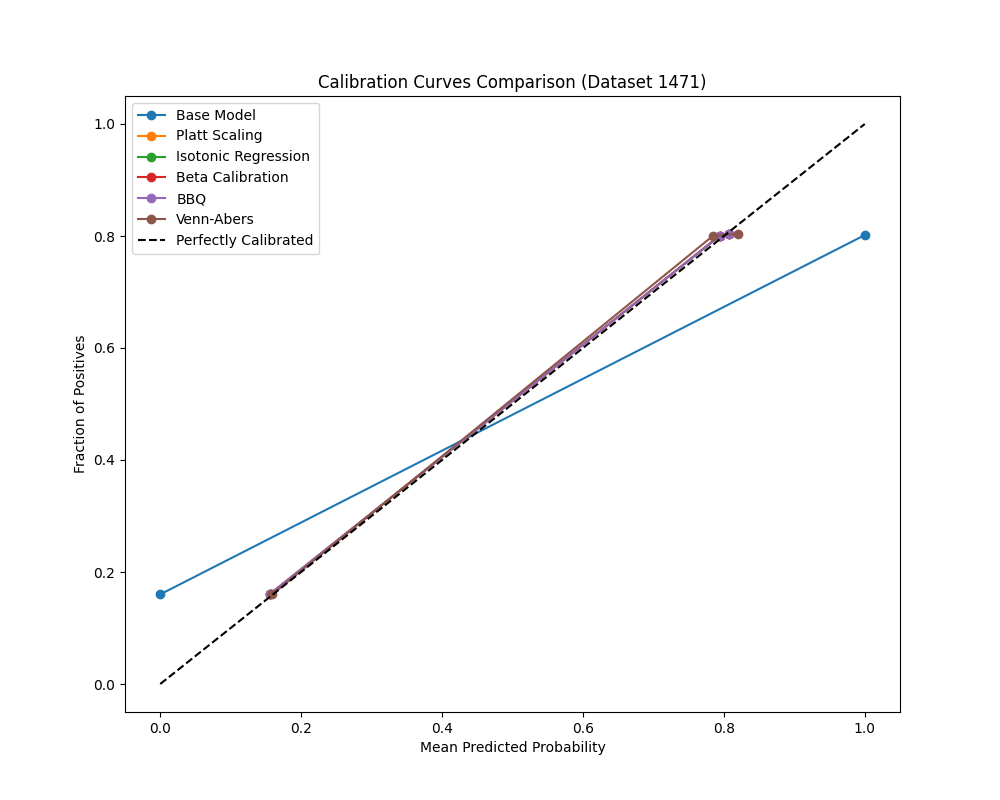 Calibration Curves Comparison (Dataset 1471)
Base Model
Platt Scaling
Isotonic Regression
Beta Calibration
BBQ
Venn-Abers
Perfectly Calibrated
Fraction of Positives
1.0
0.8
0.6
0.4
0.2
0.0
0.0 0.2 0.4 0.6 0.8 1.0
Mean Predicted Probability